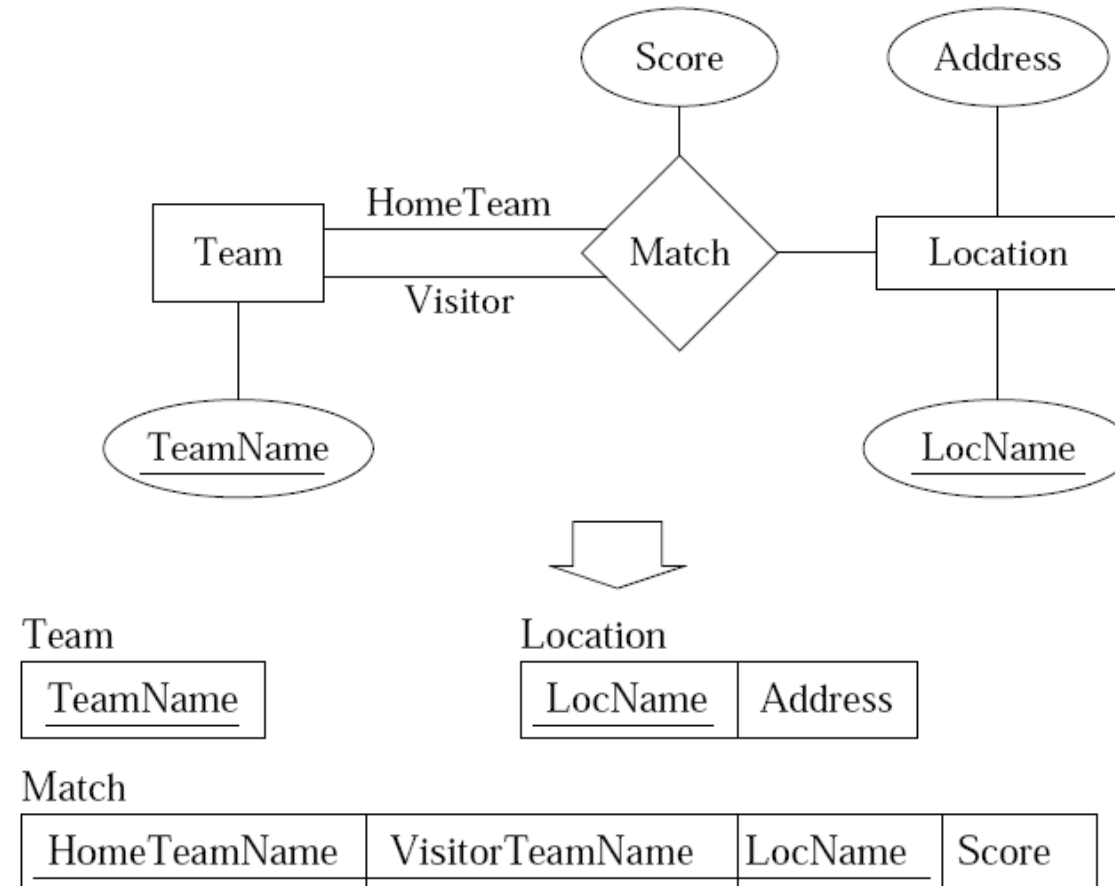 Score Address
HomeTeam
Team Match Location
Visitor
TeamName LocName
Team Location
TeamName LocName Address
Match
HomeTeamName VisitorTeamName LocName Score